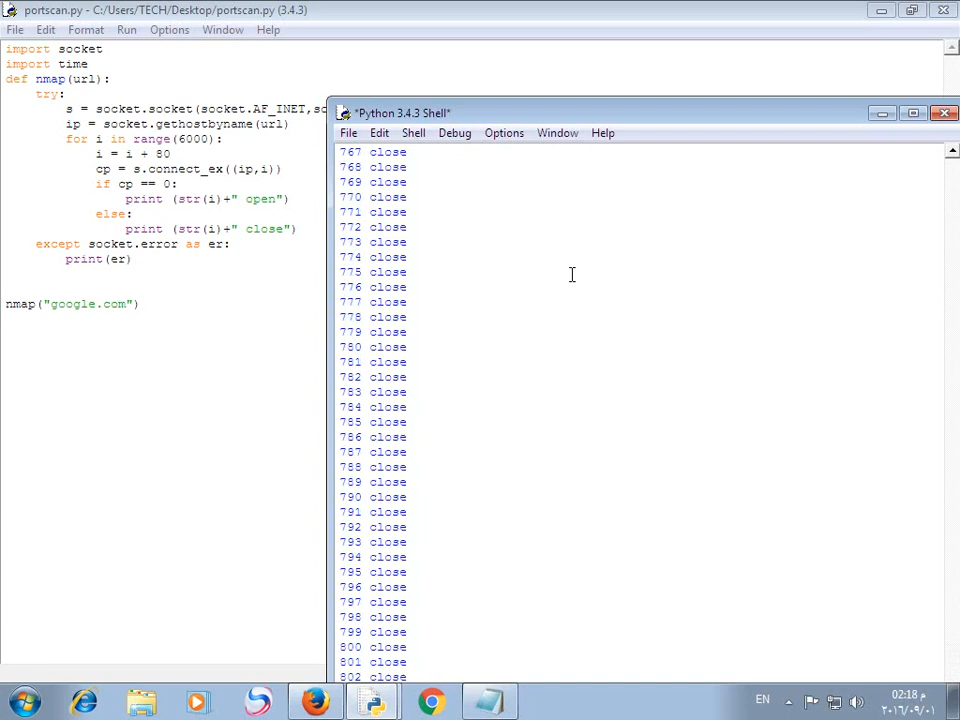 portscan.py - C:/Users/TECH/Desktop/portscan.py (3.4.3)
File Edit Format Run Options Window Help
import socket
import time
def nmap(url):
try:
s = socket.socket(socket.AF_INET,so
ip = socket.gethostbyname(url)
for i in range(6000):
i = i + 80
cp = s.connect_ex((ip,i))
if cp == 0:
print (str(i)+" open")
else:
print (str(i)+" close")
except socket.error as er:
print(er)
nmap("google.com")
*Python 3.4.3 Shell*
File Edit Shell Debug Options Window Help
767 close
768 close
769 close
770 close
771 close
772 close
773 close
774 close
775 close
776 close
777 close
778 close
779 close
780 close
781 close
782 close
783 close
784 close
785 close
786 close
787 close
788 close
789 close
790 close
791 close
792 close
793 close
794 close
795 close
796 close
797 close
798 close
799 close
800 close
801 close
802 close
EN
02:18 م
٢٠١٦/٠٩/٠١